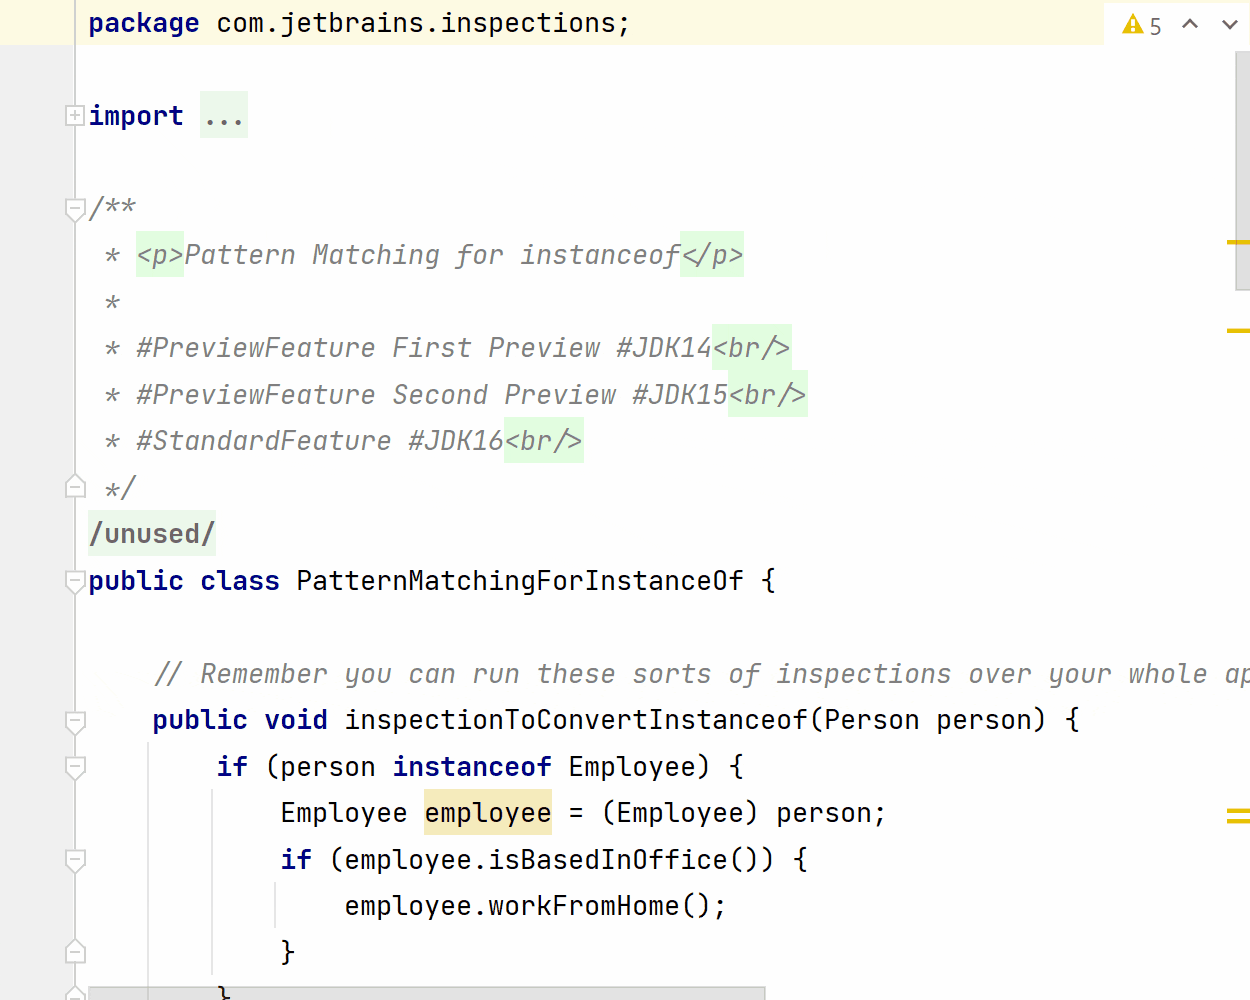 package com.jetbrains.inspections;
5
import ...
/**
* <p>Pattern Matching for instanceof</p>
*
* #PreviewFeature First Preview #JDK14<br/>
* #PreviewFeature Second Preview #JDK15<br/>
* #StandardFeature #JDK16<br/>
*/
/unused/
public class PatternMatchingForInstanceOf {
// Remember you can run these sorts of inspections over your whole ap
public void inspectionToConvertInstanceof(Person person) {
if (person instanceof Employee) {
Employee employee = (Employee) person;
if (employee.isBasedInOffice()) {
employee.workFromHome();
}
}